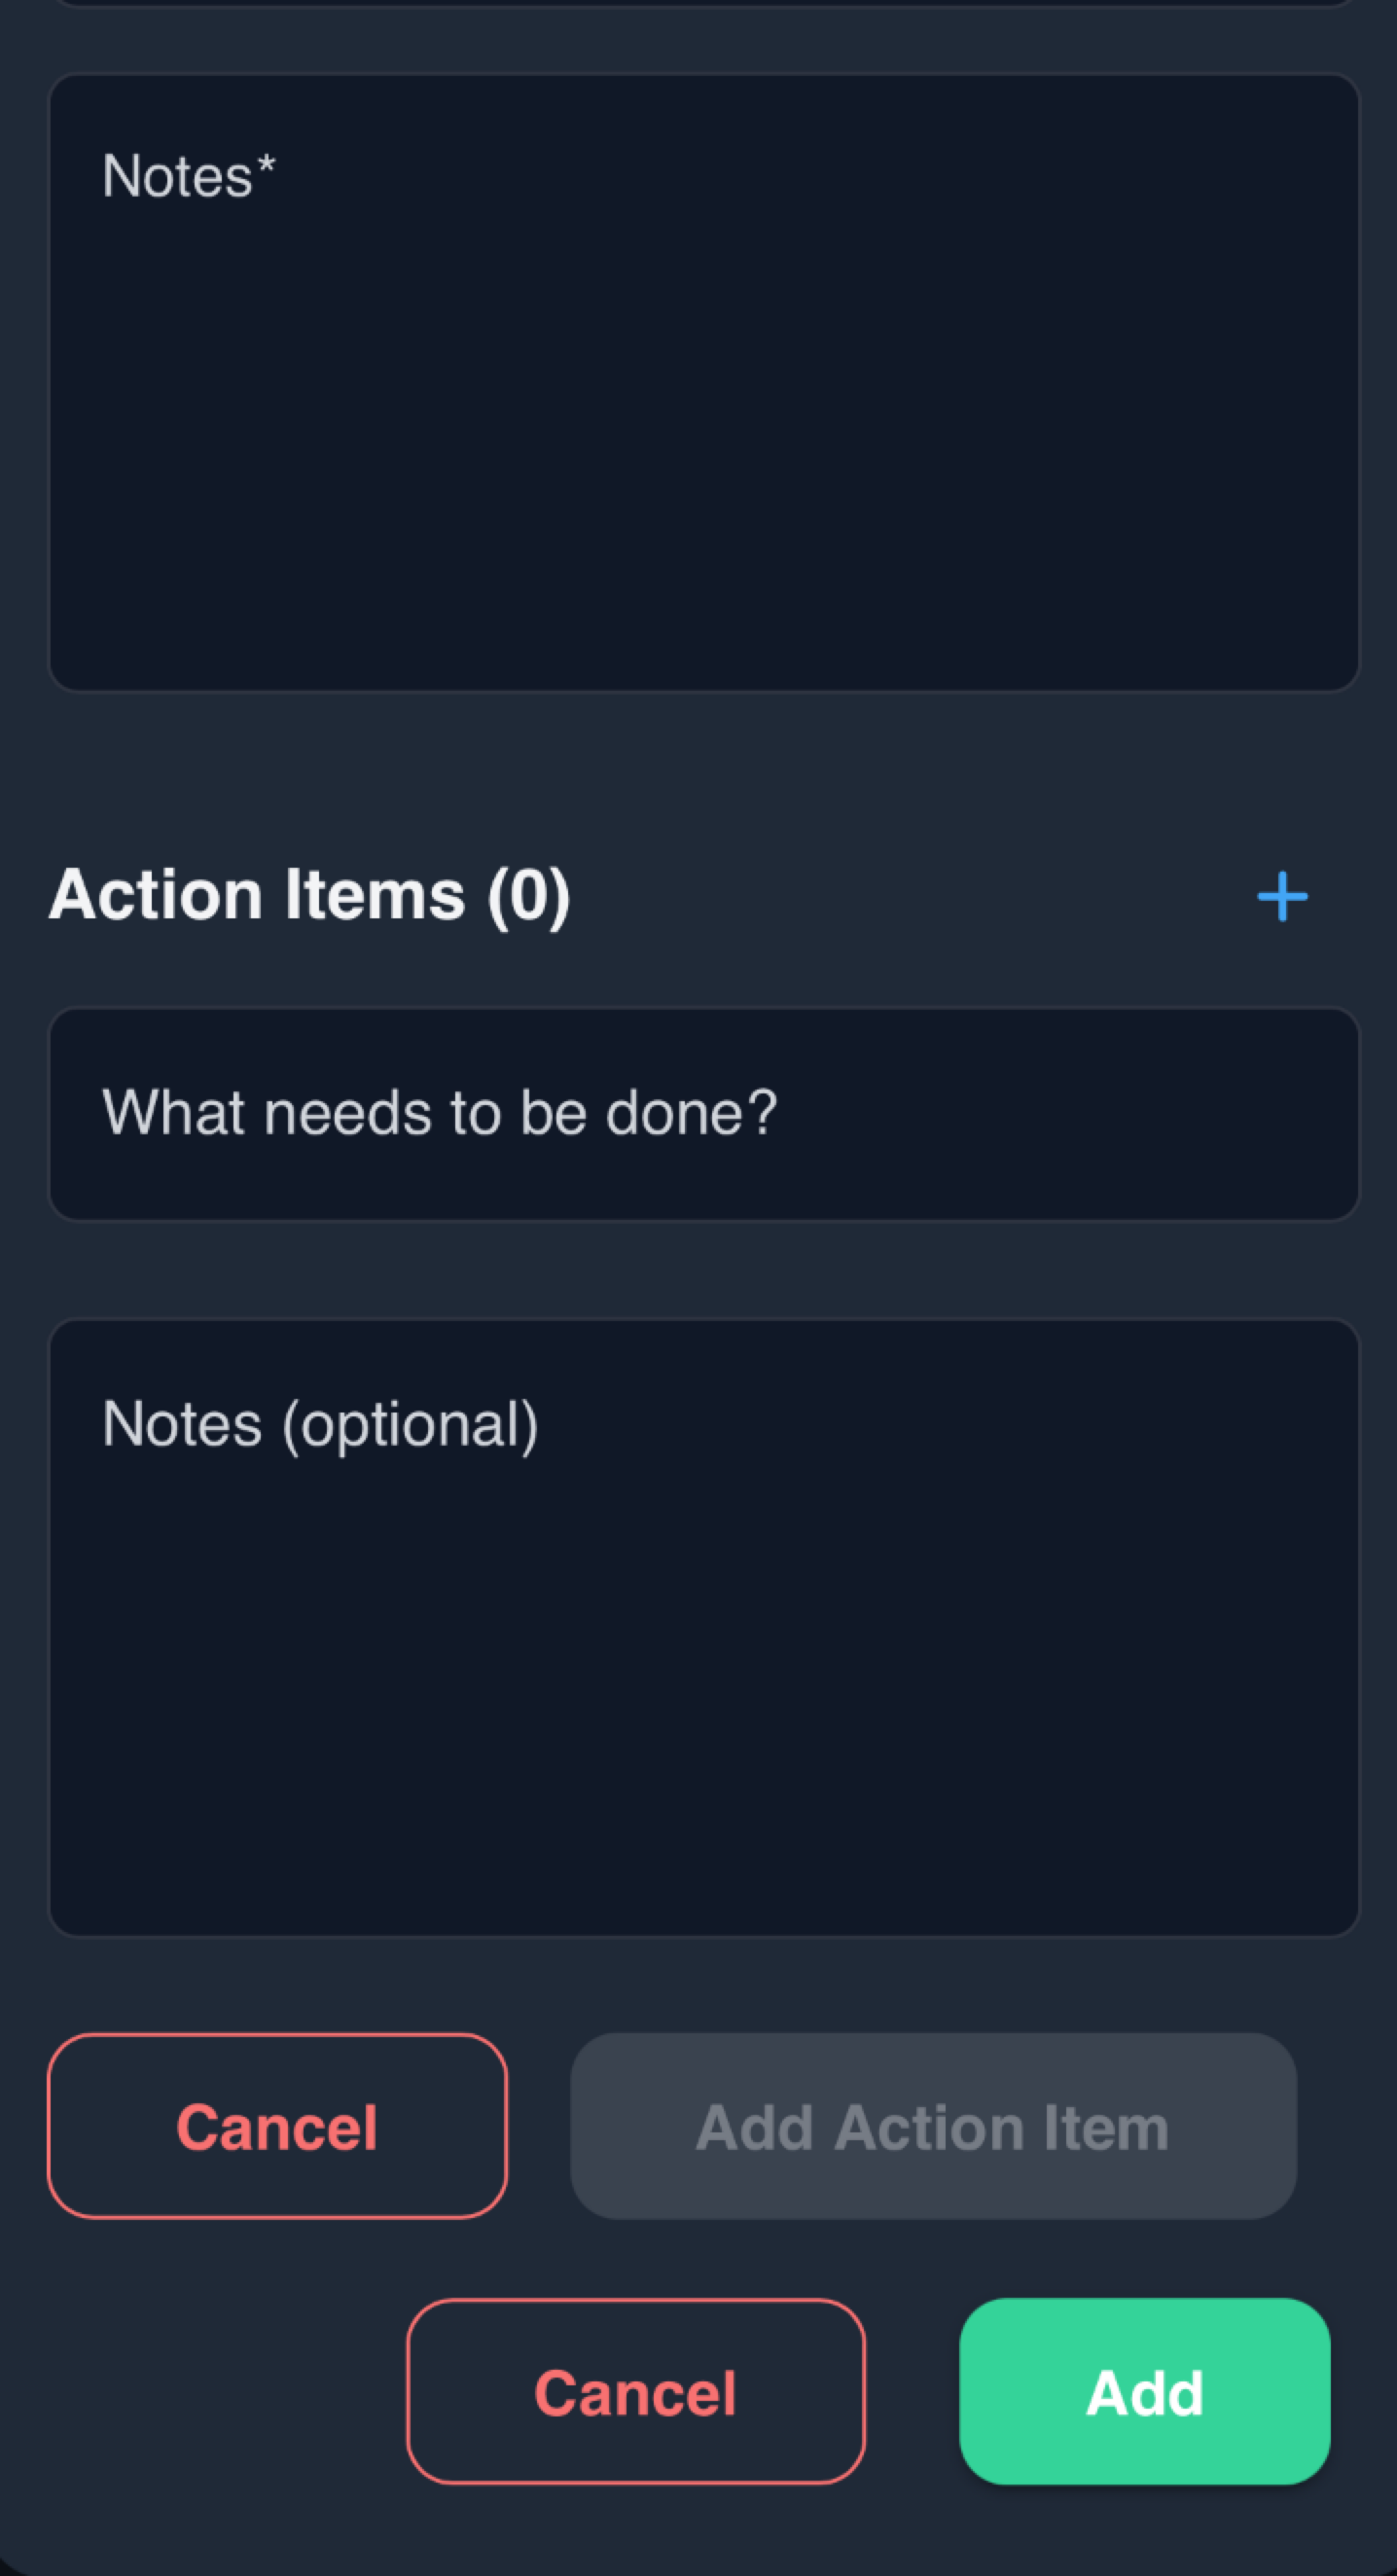 Notes*
Action Items (0)
What needs to be done?
Notes (optional)
Cancel
Add Action Item
Cancel
Add